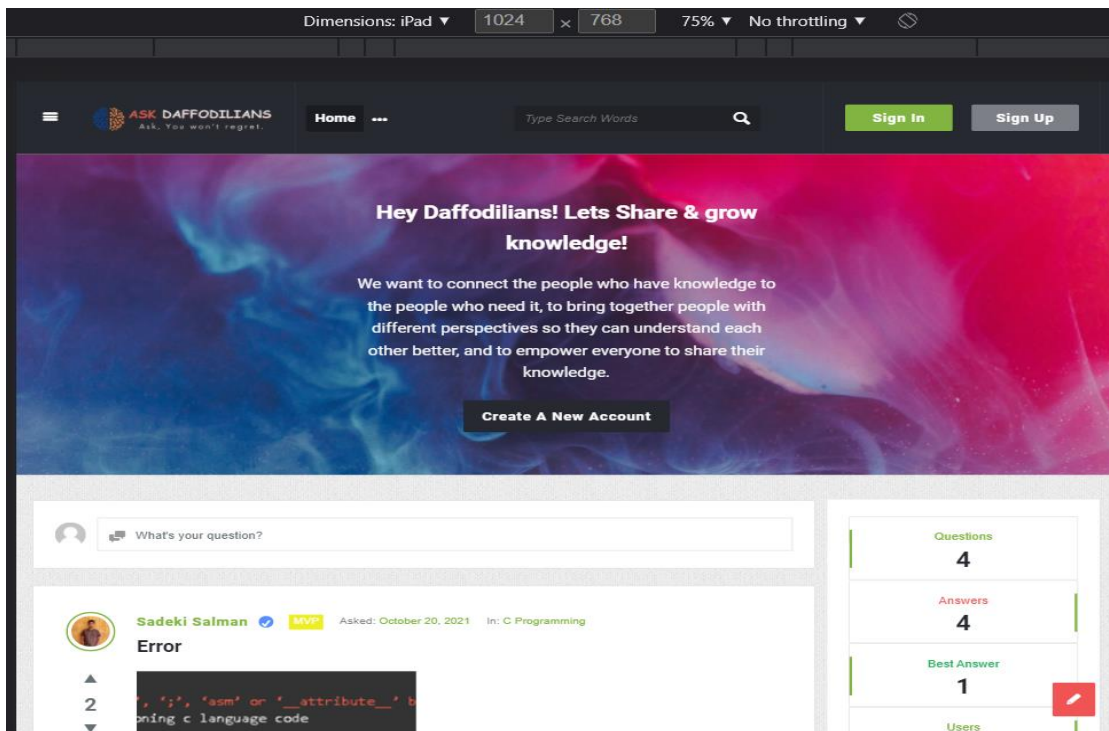 Dimensions: iPad ▼ 1024 × 768 75% ▼ No throttling ▼
ASK DAFFODILIANS
Ask, You won't regret.
Home
Type Search Words
Sign In
Sign Up
Hey Daffodilians! Lets Share & grow
knowledge!
We want to connect the people who have knowledge to
the people who need it, to bring together people with
different perspectives so they can understand each
other better, and to empower everyone to share their
knowledge.
Create A New Account
What's your question?
Sadeki Salman MVP Asked: October 20, 2021 In: C Programming
Error
2
', ';', 'asm' or '__attribute__' b
oning c language code
Questions
4
Answers
4
Best Answer
1
Users